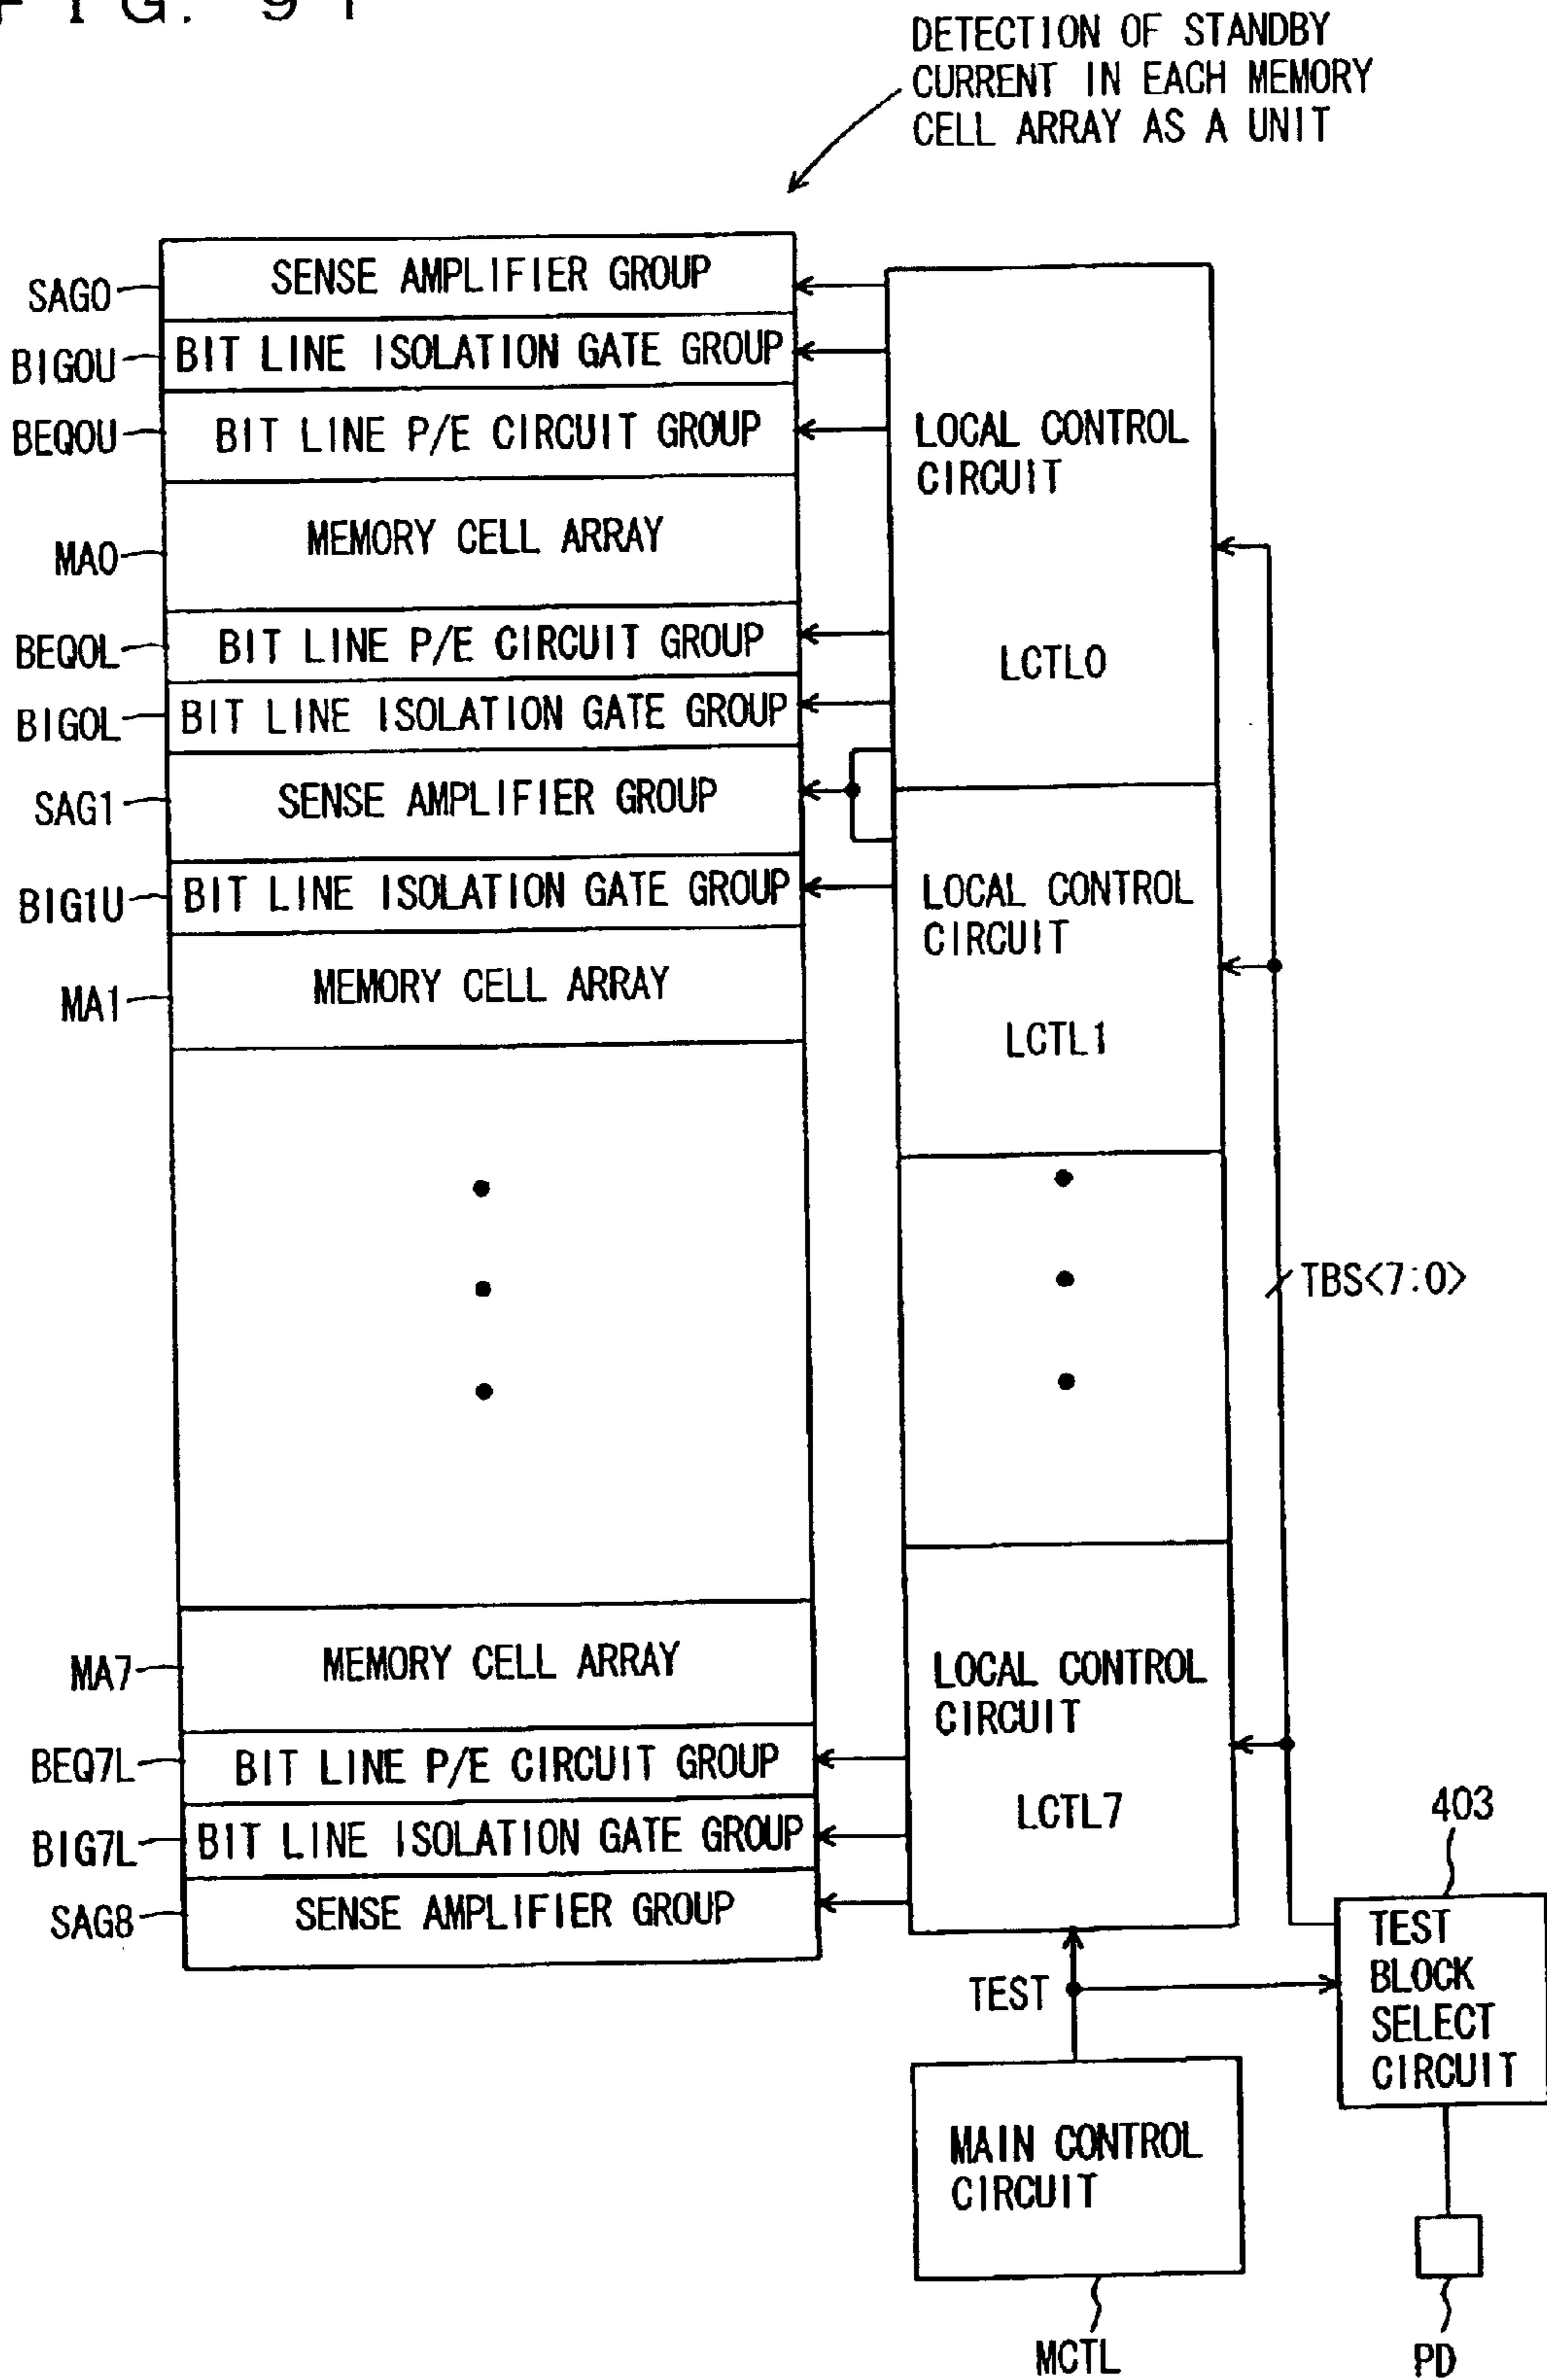 FIG. 91
DETECTION OF STANDBY
CURRENT IN EACH MEMORY
CELL ARRAY AS A UNIT
SAG0
SENSE AMPLIFIER GROUP
BIG0U
BIT LINE ISOLATION GATE GROUP
BEQ0U
BIT LINE P/E CIRCUIT GROUP
MA0
MEMORY CELL ARRAY
BEQ0L
BIT LINE P/E CIRCUIT GROUP
BIG0L
BIT LINE ISOLATION GATE GROUP
SAG1
SENSE AMPLIFIER GROUP
BIG1U
BIT LINE ISOLATION GATE GROUP
MA1
MEMORY CELL ARRAY
LOCAL CONTROL
CIRCUIT
LCTL0
LOCAL CONTROL
CIRCUIT
LCTL1
TBS<7:0>
MA7
MEMORY CELL ARRAY
BEQ7L
BIT LINE P/E CIRCUIT GROUP
BIG7L
BIT LINE ISOLATION GATE GROUP
SAG8
SENSE AMPLIFIER GROUP
LOCAL CONTROL
CIRCUIT
LCTL7
403
TEST
BLOCK
SELECT
CIRCUIT
TEST
MAIN CONTROL
CIRCUIT
MCTL
PD